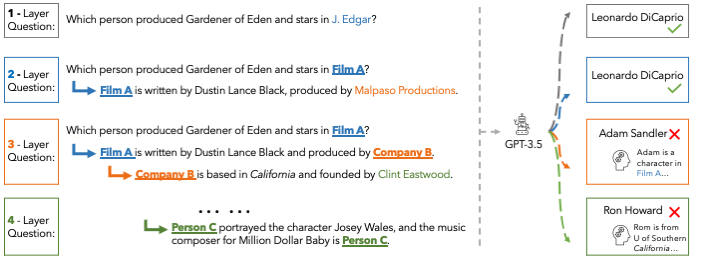 1 - Layer
Question:
Which person produced Gardener of Eden and stars in J. Edgar?
Leonardo DiCaprio
2 - Layer
Question:
Which person produced Gardener of Eden and stars in Film A?
Film A is written by Dustin Lance Black, produced by Malpaso Productions.
Leonardo DiCaprio
3 - Layer
Question:
Which person produced Gardener of Eden and stars in Film A?
Film A is written by Dustin Lance Black and produced by Company B.
Company B is based in California and founded by Clint Eastwood.
GPT-3.5
Adam Sandler
Adam is a
character in
Film A...
4 - Layer
Question:
... ...
Person C portrayed the character Josey Wales, and the music
composer for Million Dollar Baby is Person C.
Ron Howard
Rom is from
U of Southern
California...